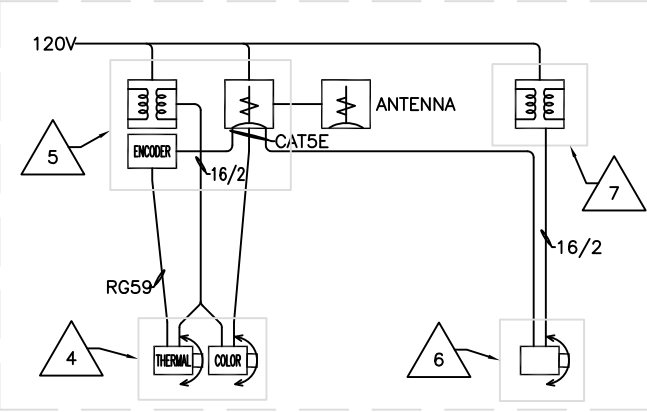 120V
ANTENNA
5
ENCODER
CAT5E
16/2
7
16/2
RG59
4
THERMAL
COLOR
6